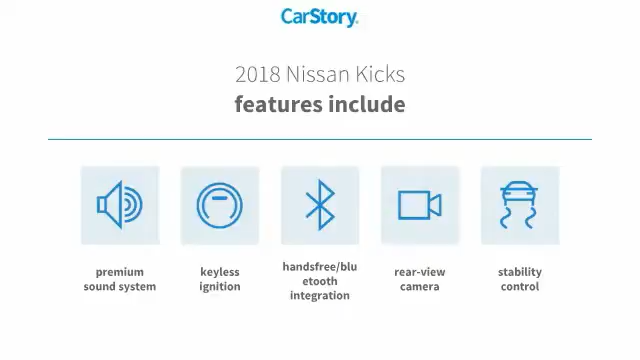 CarStory.
2018 Nissan Kicks
features include
premium
sound system
keyless
ignition
handsfree/blu
etooth
integration
rear-view
camera
stability
control